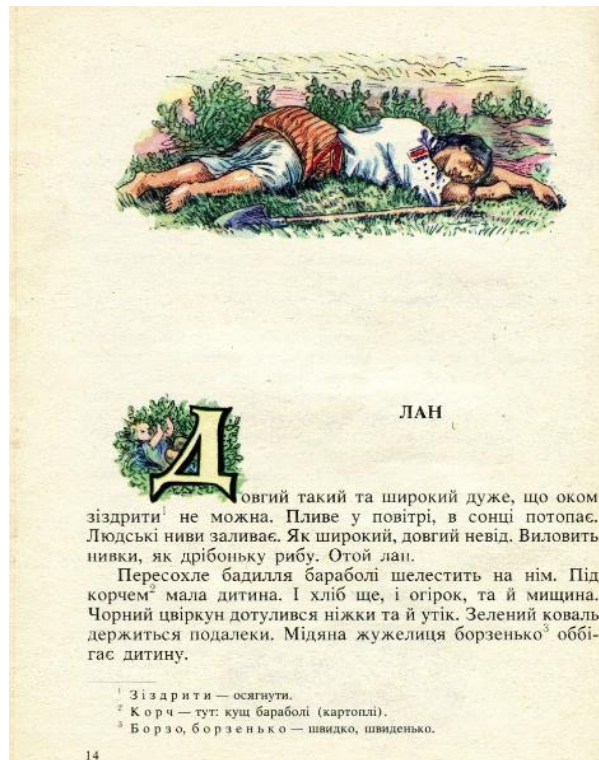 ЛАН
Довгий такий та широкий дуже, що оком
зіздрити¹ не можна. Пливе у повітрі, в сонці потопає.
Людські ниви заливає. Як широкий, довгий невід. Виловить
нивки, як дрібоньку рибу. Отой лан.
Пересохле бадилля бараболі шелестить на нім. Під
корчем² мала дитина. І хліб ще, і огірок, та й мищина.
Чорний цвіркун дотулився ніжки та й утік. Зелений коваль
держиться подалеки. Мідяна жужелиця борзенько³ оббі-
гає дитину.
¹ Зіздрити — осягнути.
² Корч — тут: кущ бараболі (картоплі).
³ Борзо, борзенько — швидко, швиденько.
14